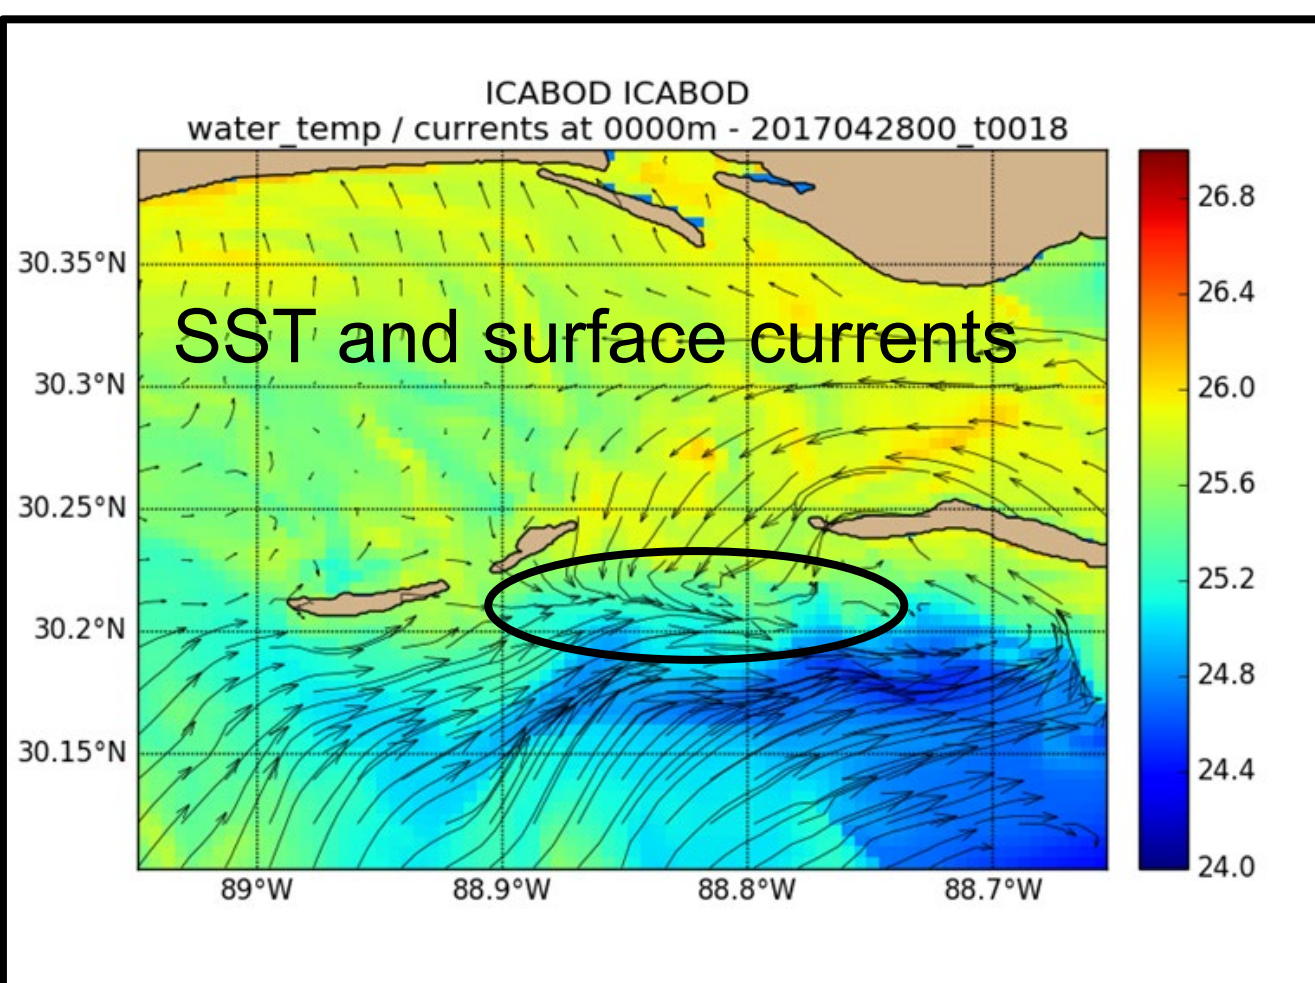 ICABOD ICABOD
water_temp / currents at 0000m - 2017042800_t0018
SST and surface currents
30.35°N
30.3°N
30.25°N
30.2°N
30.15°N
89°W
88.9°W
88.8°W
88.7°W
26.8
26.4
26.0
25.6
25.2
24.8
24.4
24.0